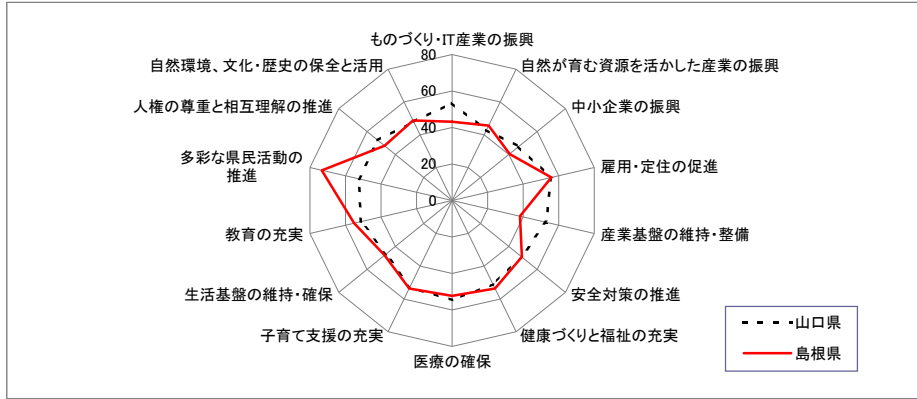 ものづくり・IT産業の振興
自然が育む資源を活かした産業の振興
中小企業の振興
雇用・定住の促進
産業基盤の維持・整備
安全対策の推進
健康づくりと福祉の充実
医療の確保
子育て支援の充実
生活基盤の維持・確保
教育の充実
多彩な県民活動の
推進
人権の尊重と相互理解の推進
自然環境、文化・歴史の保全と活用
80
60
40
20
0
山口県
島根県